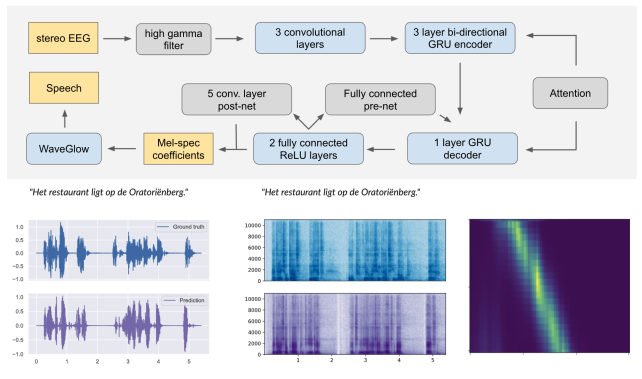 stereo EEG
high gamma
filter
3 convolutional
layers
3 layer bi-directional
GRU encoder
Speech
5 conv. layer
post-net
Fully connected
pre-net
Attention
WaveGlow
Mel-spec
coefficients
2 fully connected
ReLU layers
1 layer GRU
decoder
"Het restaurant ligt op de Oratoriënberg."
"Het restaurant ligt op de Oratoriënberg."
1.0
0.5
0.0
−0.5
−1.0
Ground truth
1.0
0.5
0.0
−0.5
−1.0
Prediction
0 1 2 3 4 5
10000
8000
6000
4000
2000
0
10000
8000
6000
4000
2000
0
1 2 3 4 5